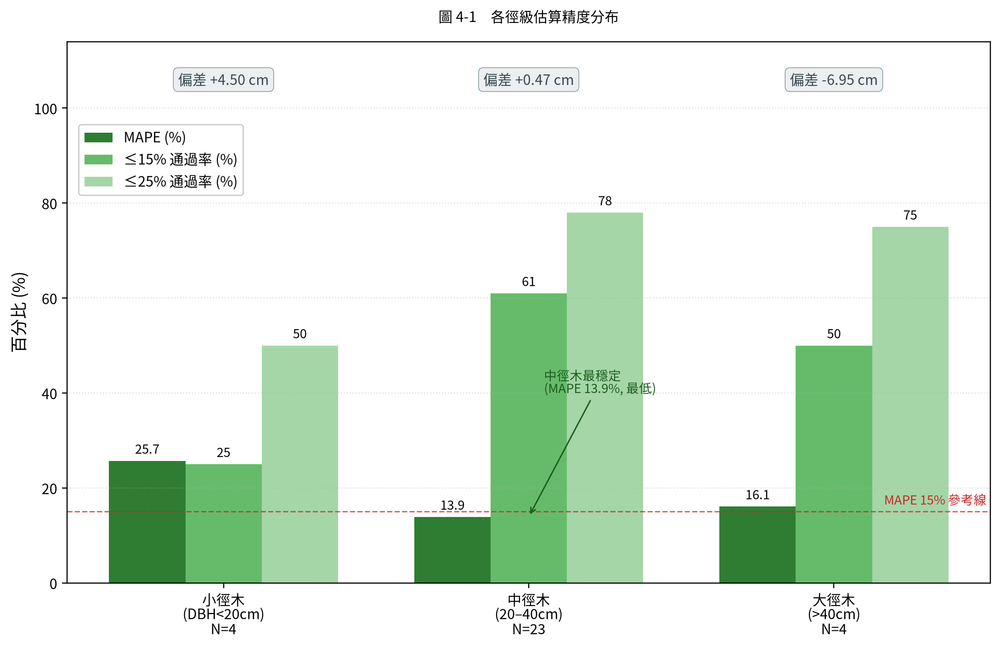 圖 4-1　各徑級估算精度分布
偏差 +4.50 cm
偏差 +0.47 cm
偏差 -6.95 cm
百分比 (%)
100
80
60
40
20
0
MAPE (%)
≤15% 通過率 (%)
≤25% 通過率 (%)
25.7
25
50
13.9
61
78
16.1
50
75
中徑木最穩定
(MAPE 13.9%, 最低)
MAPE 15% 參考線
小徑木
(DBH<20cm)
N=4
中徑木
(20–40cm)
N=23
大徑木
(>40cm)
N=4